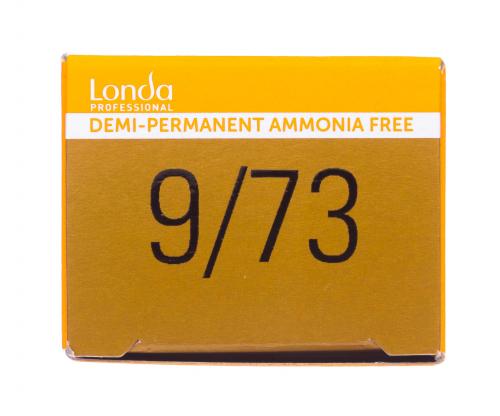 Londa
PROFESSIONAL
DEMI-PERMANENT AMMONIA FREE
9/73